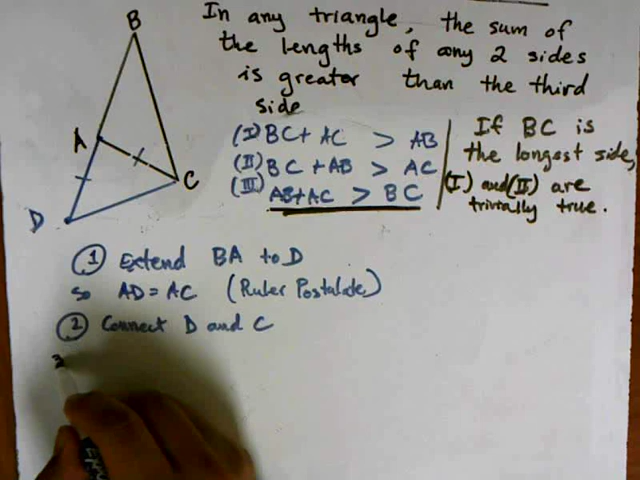 B
In any triangle, the sum of
the lengths of any 2 sides
is greater than the third
side
A
C
D
(I) BC + AC > AB
(II) BC + AB > AC
(III) AB + AC > BC
If BC is
the longest side,
(I) and (II) are
trivially true.
① Extend BA to D
so AD = AC (Ruler Postulate)
② Connect D and C
3